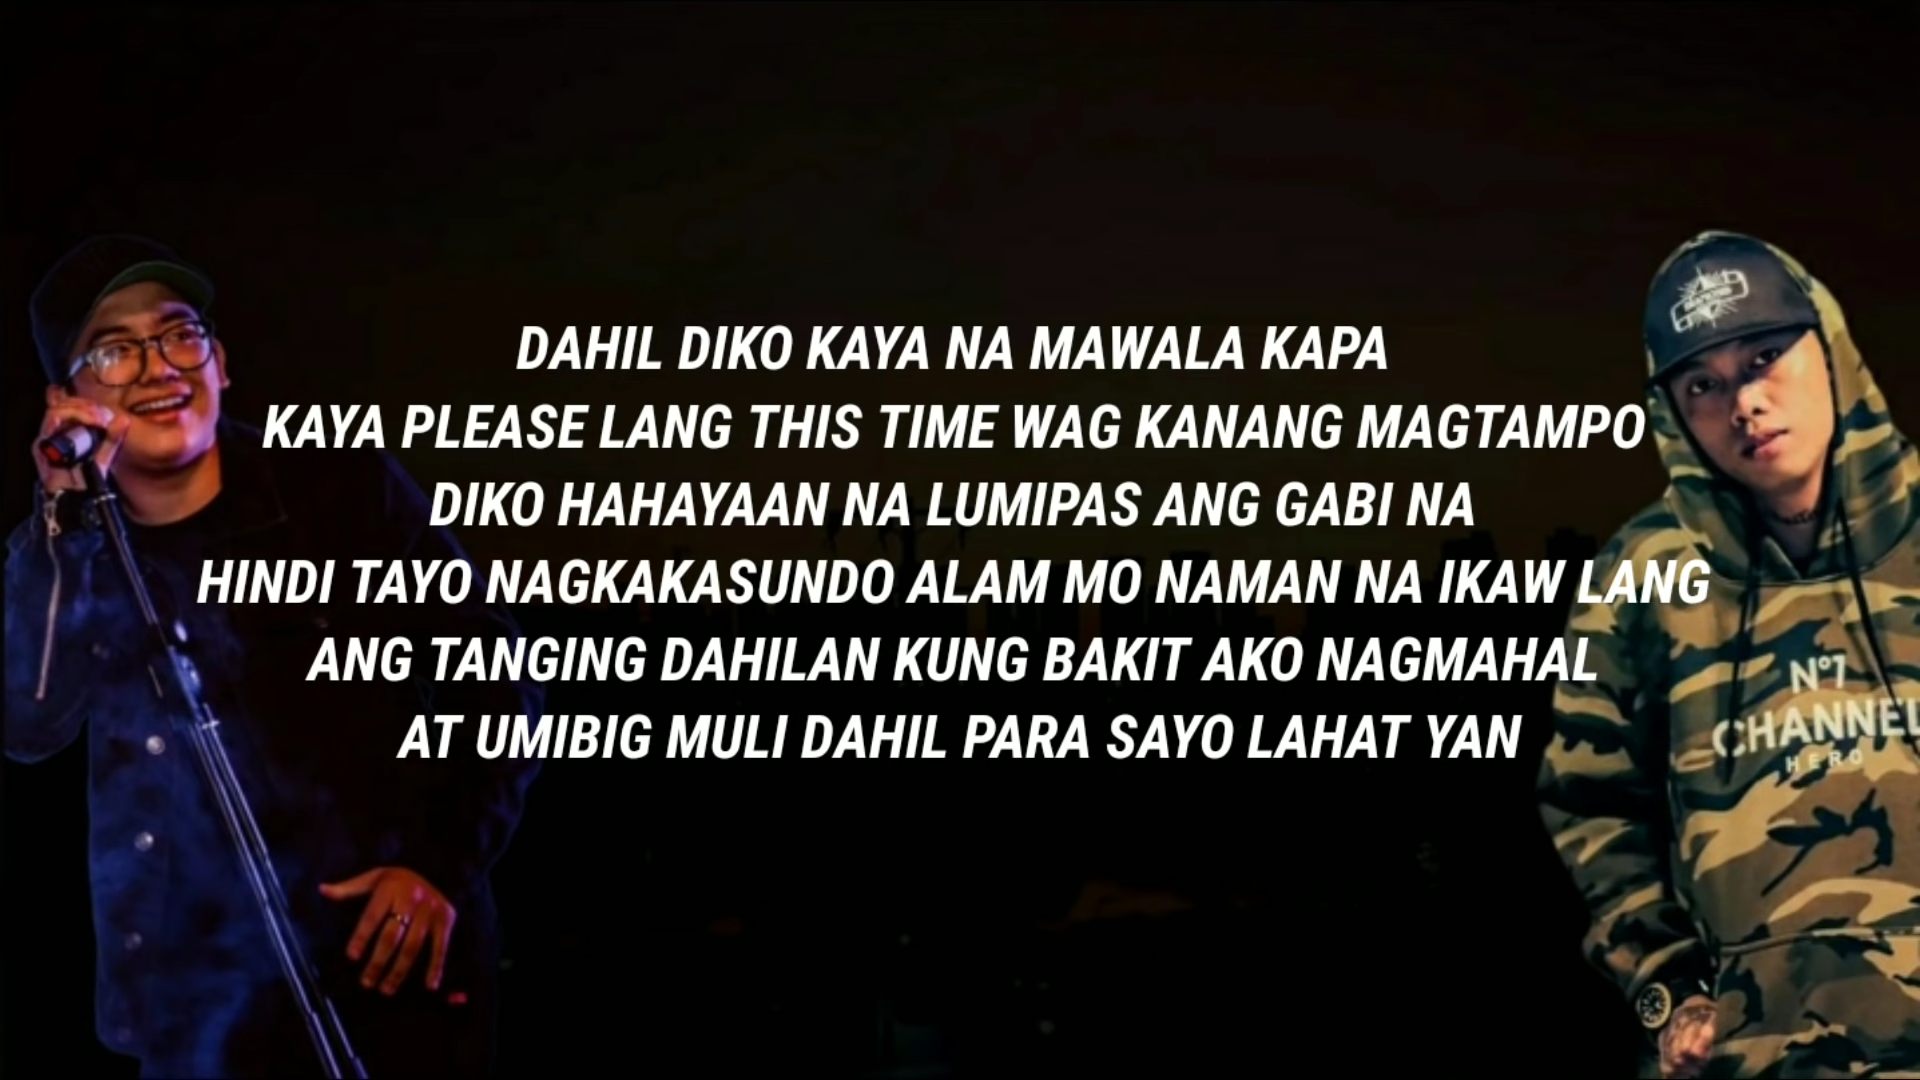 DAHIL DIKO KAYA NA MAWALA KAPA
KAYA PLEASE LANG THIS TIME WAG KANANG MAGTAMPO
DIKO HAHAYAAN NA LUMIPAS ANG GABI NA
HINDI TAYO NAGKAKASUNDO ALAM MO NAMAN NA IKAW LANG
ANG TANGING DAHILAN KUNG BAKIT AKO NAGMAHAL
AT UMIBIG MULI DAHIL PARA SAYO LAHAT YAN
N°1
CHANNEL
HERO